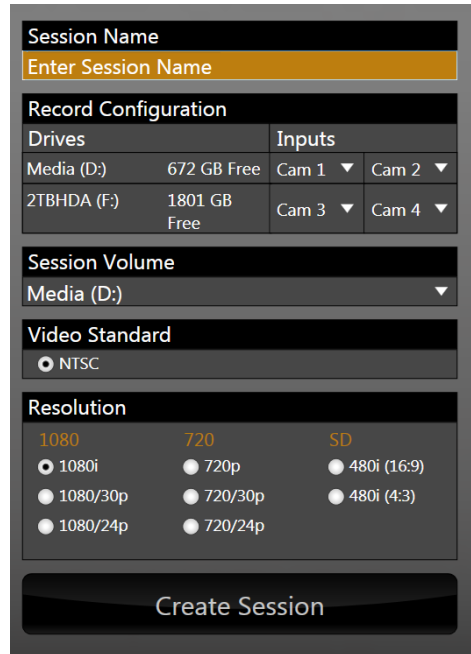 Session Name
Enter Session Name
Record Configuration
Drives Inputs
Media (D:) 672 GB Free Cam 1 Cam 2
2TBHDA (F:) 1801 GB Free Cam 3 Cam 4
Session Volume
Media (D:)
Video Standard
NTSC
Resolution
1080 720 SD
1080i 720p 480i (16:9)
1080/30p 720/30p 480i (4:3)
1080/24p 720/24p
Create Session